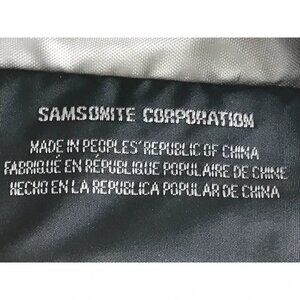 SAMSONITE CORPORATION
MADE IN PEOPLES' REPUBLIC OF CHINA
FABRIQUÉ EN RÉPUBLIQUE POPULAIRE DE CHINE
HECHO EN LA REPUBLICA POPULAR DE CHINA